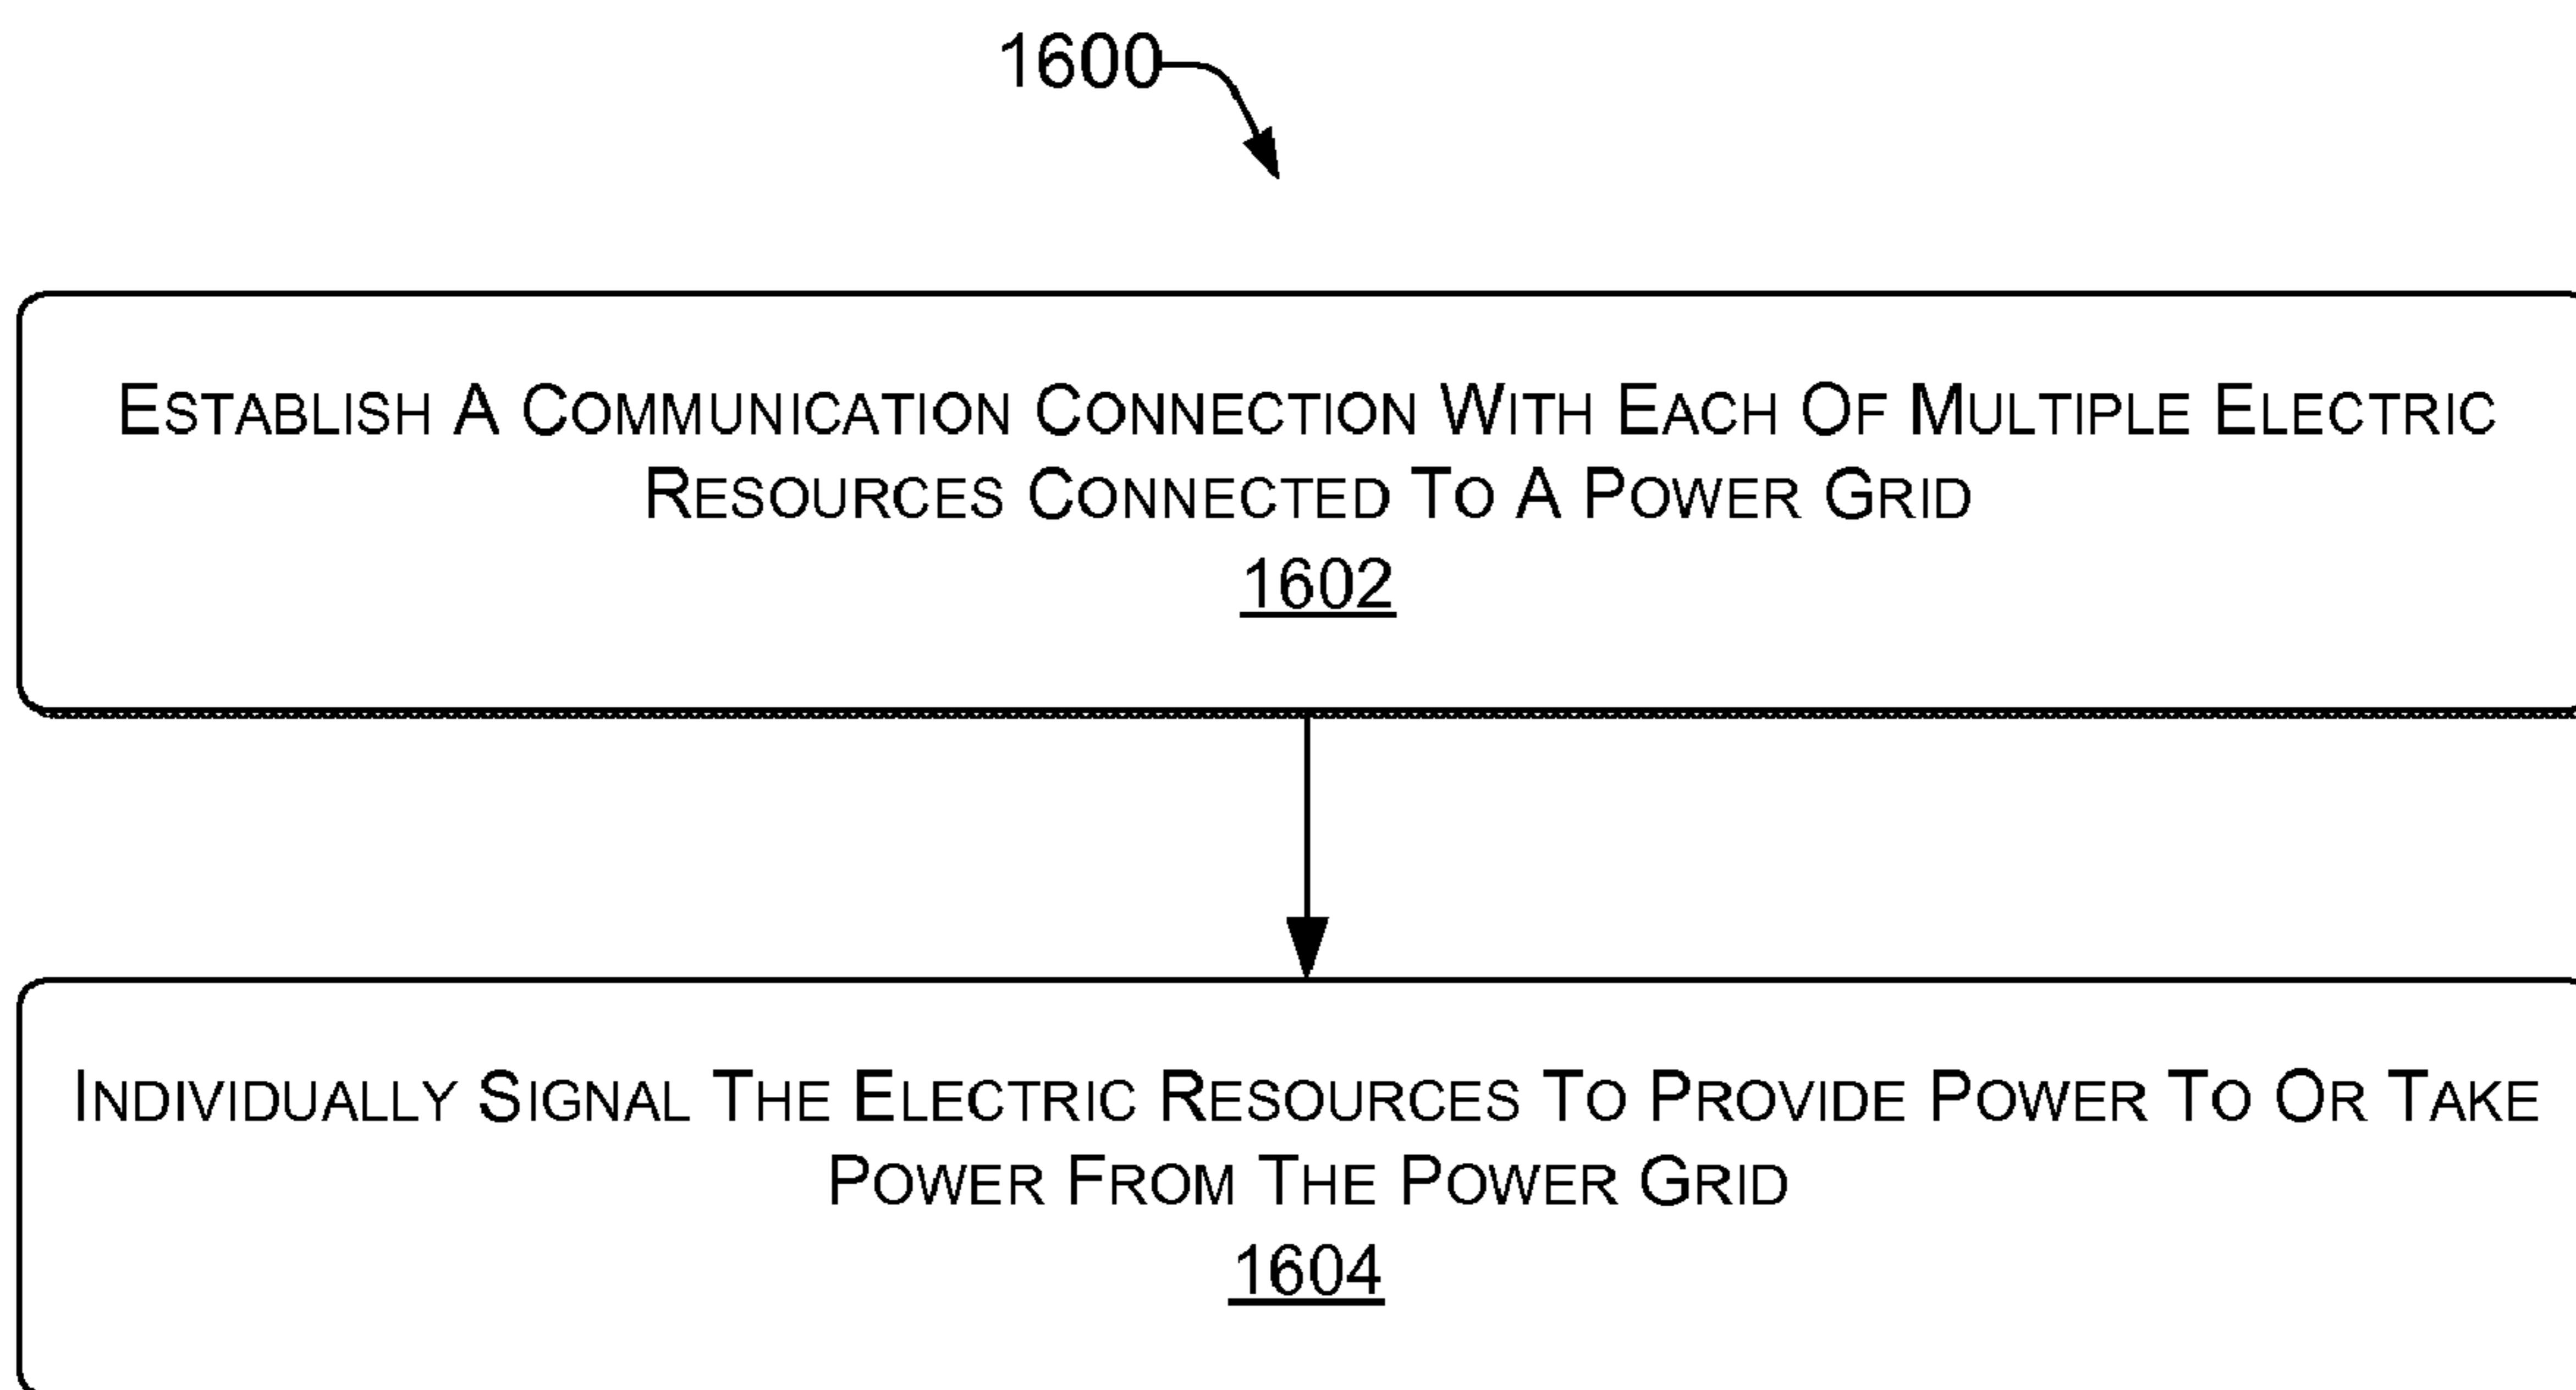 1600
ESTABLISH A COMMUNICATION CONNECTION WITH EACH OF MULTIPLE ELECTRIC
RESOURCES CONNECTED TO A POWER GRID
1602
INDIVIDUALLY SIGNAL THE ELECTRIC RESOURCES TO PROVIDE POWER TO OR TAKE
POWER FROM THE POWER GRID
1604